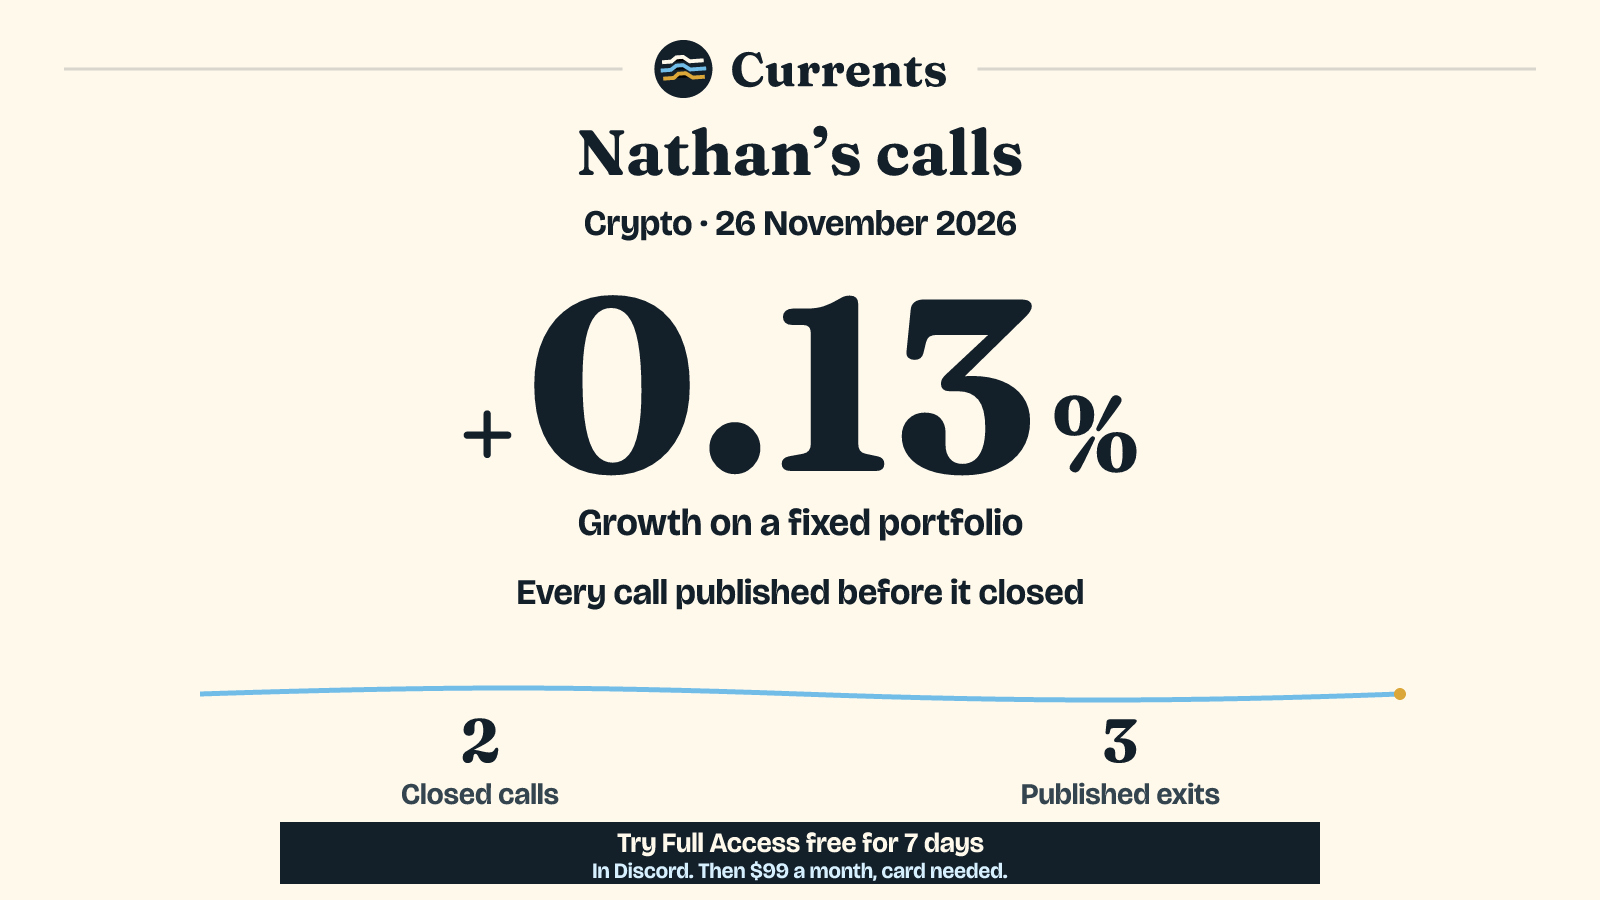 Currents
Nathan’s calls
Crypto · 26 November 2026
+0.13%
Growth on a fixed portfolio
Every call published before it closed
2
Closed calls
3
Published exits
Try Full Access free for 7 days
In Discord. Then $99 a month, card needed.